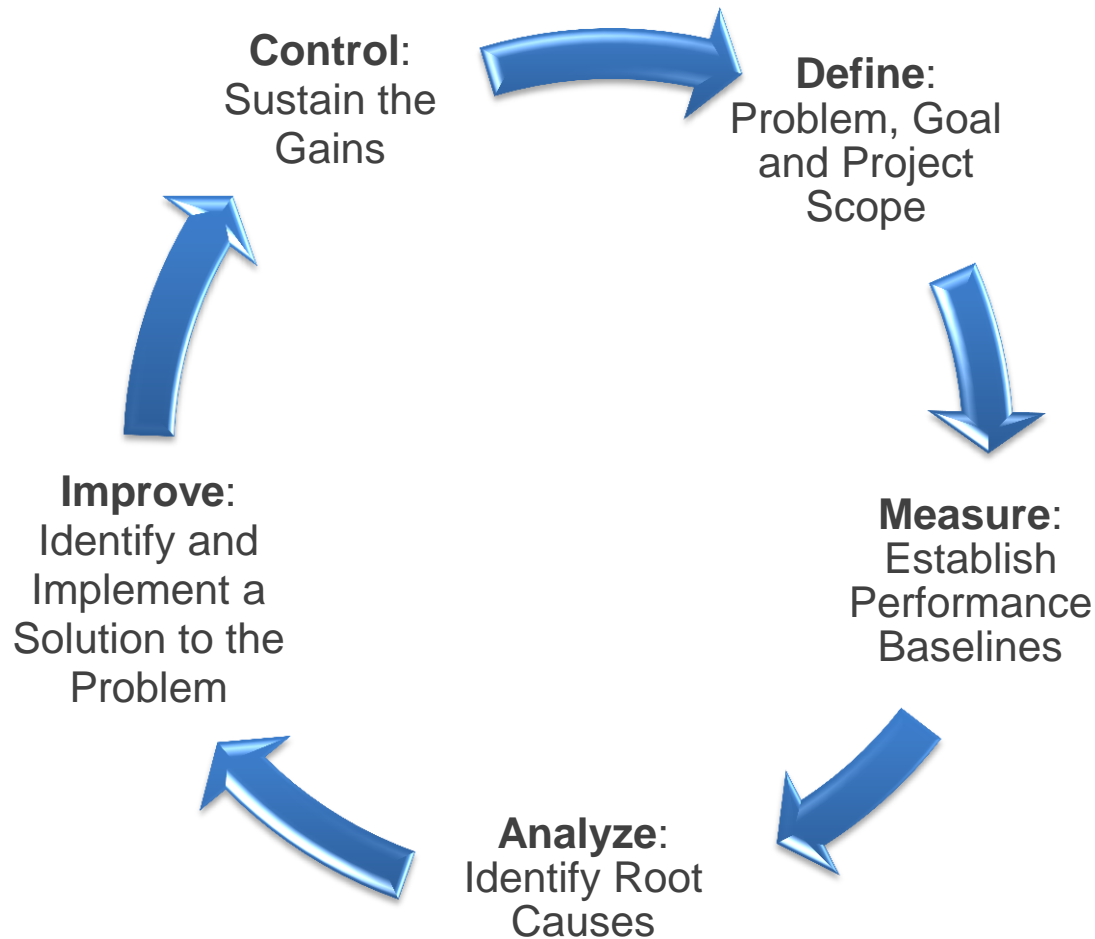 Control:
Sustain the
Gains
Define:
Problem, Goal
and Project
Scope
Measure:
Establish
Performance
Baselines
Analyze:
Identify Root
Causes
Improve:
Identify and
Implement a
Solution to the
Problem